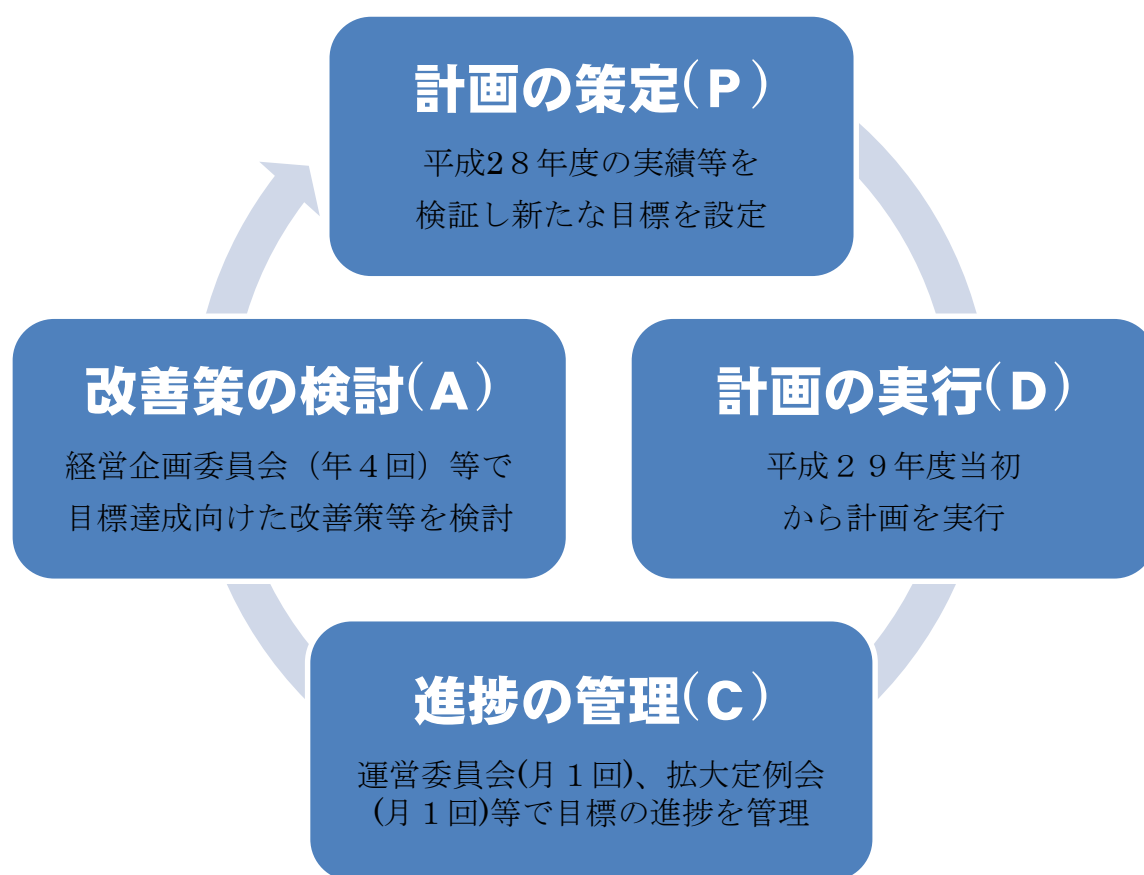 計画の策定(P)
平成28年度の実績等を
検証し新たな目標を設定
改善策の検討(A)
経営企画委員会（年４回）等で
目標達成向けた改善策等を検討
計画の実行(D)
平成２９年度当初
から計画を実行
進捗の管理(C)
運営委員会(月１回)、拡大定例会
(月１回)等で目標の進捗を管理